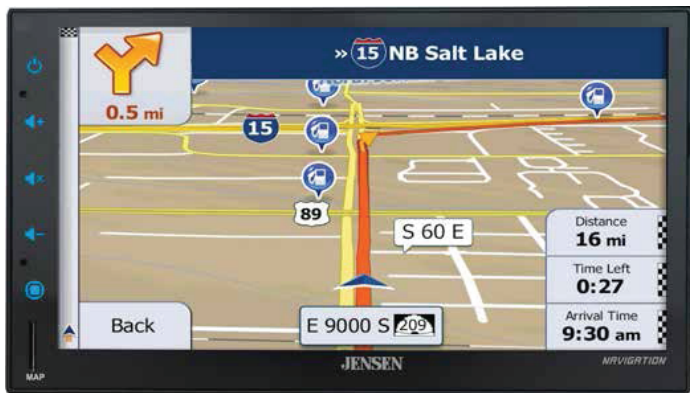 » 15 NB Salt Lake
0.5 mi
15
89
S 60 E
Distance
16 mi
Time Left
0:27
Arrival Time
9:30 am
Back
E 9000 S 209
JENSEN
NAVIGATION
MAP